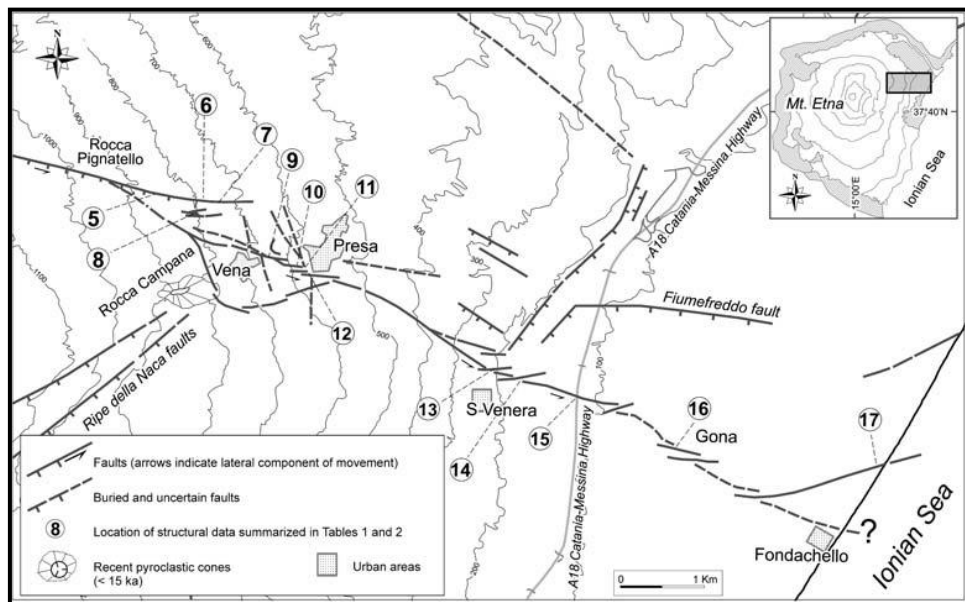 600
700
800
900
1000
1100
6
7
9
10
11
Rocca
Pignatello
5
8
Rocca Campana
Vena
Presa
400
300
500
12
Ripe della Naca faults
A18 Catania-Messina Highway
Fiumefreddo fault
100
13
S Venera
14
15
16
Gona
17
200
A18 Catania-Messina Highway
Fondachello
?
Ionian Sea
Mt. Etna
37°40'N
15°00'E
Ionian Sea
Faults (arrows indicate lateral component of movement)
Buried and uncertain faults
8
Location of structural data summarized in Tables 1 and 2
Recent pyroclastic cones
(< 15 ka)
Urban areas
0 1 Km